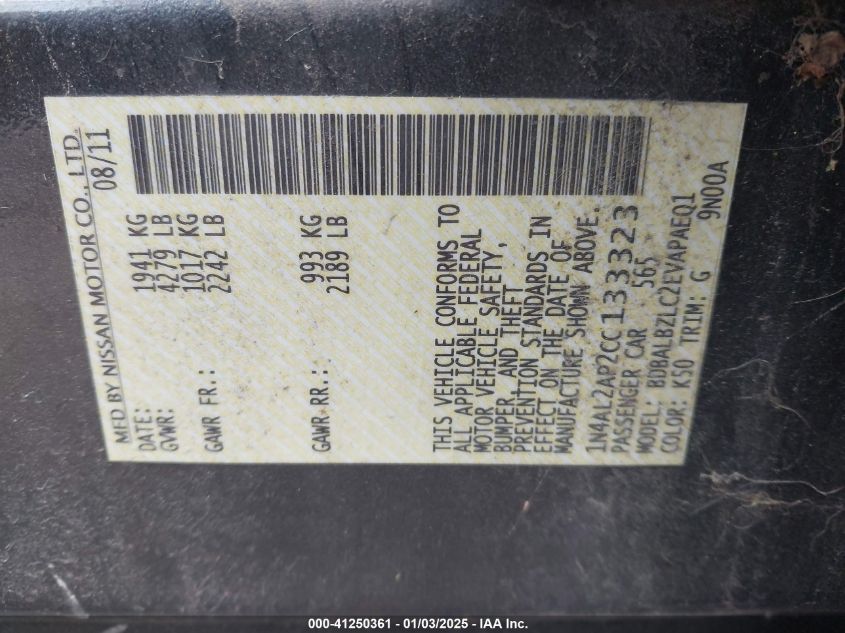 MFD BY NISSAN MOTOR CO., LTD.
DATE: 08/11
GVWR: 1941 KG
4279 LB
GAWR FR.: 1017 KG
2242 LB
GAWR RR.: 993 KG
2189 LB
THIS VEHICLE CONFORMS TO
ALL APPLICABLE FEDERAL
MOTOR VEHICLE SAFETY,
BUMPER, AND THEFT
PREVENTION STANDARDS IN
EFFECT ON THE DATE OF
MANUFACTURE SHOWN ABOVE.
1N4AL2AP2CC133323
PASSENGER CAR 565
MODEL: BDBALBZLC2EVAPAEQ1
COLOR: K50 TRIM: G 9N00A
000-41250361 - 01/03/2025 - IAA Inc.